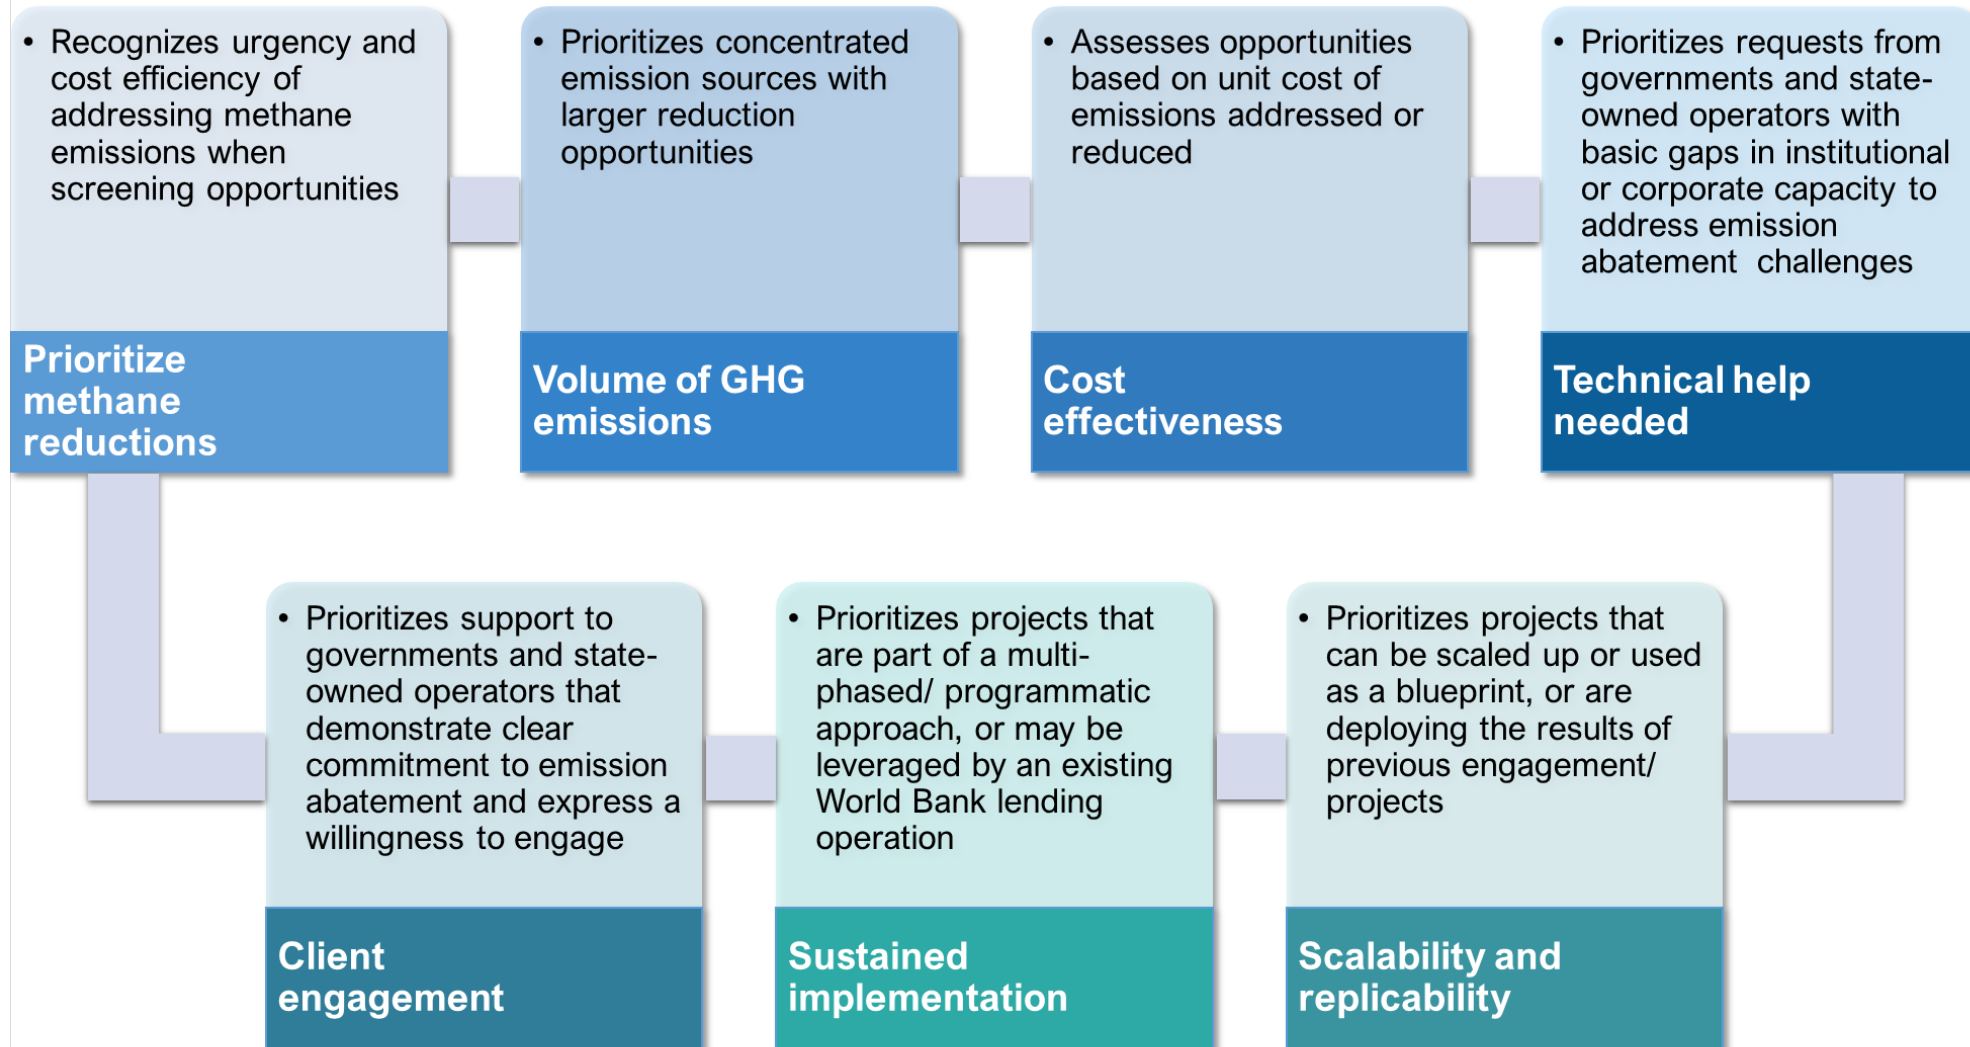 • Recognizes urgency and
cost efficiency of
addressing methane
emissions when
screening opportunities
Prioritize
methane
reductions
• Prioritizes concentrated
emission sources with
larger reduction
opportunities
Volume of GHG
emissions
• Assesses opportunities
based on unit cost of
emissions addressed or
reduced
Cost
effectiveness
• Prioritizes requests from
governments and state-
owned operators with
basic gaps in institutional
or corporate capacity to
address emission
abatement challenges
Technical help
needed
• Prioritizes support to
governments and state-
owned operators that
demonstrate clear
commitment to emission
abatement and express a
willingness to engage
Client
engagement
• Prioritizes projects that
are part of a multi-
phased/ programmatic
approach, or may be
leveraged by an existing
World Bank lending
operation
Sustained
implementation
• Prioritizes projects that
can be scaled up or used
as a blueprint, or are
deploying the results of
previous engagement/
projects
Scalability and
replicability